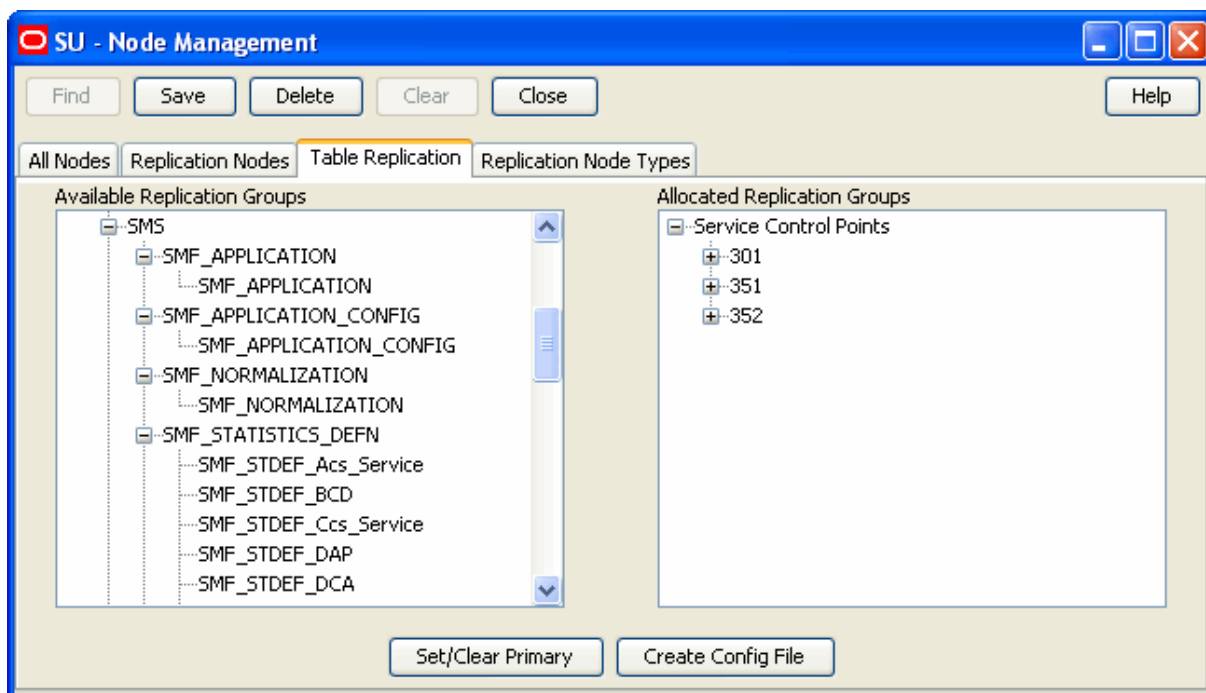 SU - Node Management
Find Save Delete Clear Close Help
All Nodes Replication Nodes Table Replication Replication Node Types
Available Replication Groups
SMS
SMF_APPLICATION
SMF_APPLICATION
SMF_APPLICATION_CONFIG
SMF_APPLICATION_CONFIG
SMF_NORMALIZATION
SMF_NORMALIZATION
SMF_STATISTICS_DEFN
SMF_STDEF_Acs_Service
SMF_STDEF_BCD
SMF_STDEF_Ccs_Service
SMF_STDEF_DAP
SMF_STDEF_DCA
Allocated Replication Groups
Service Control Points
301
351
352
Set/Clear Primary Create Config File